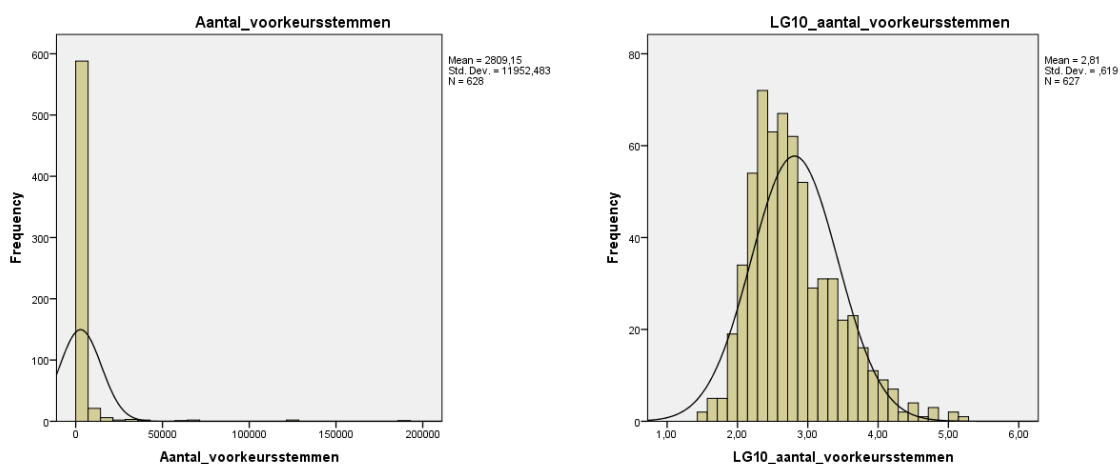 Aantal_voorkeursstemmen
Mean = 2809,15
Std. Dev. = 11952,483
N = 628
600
500
400
300
200
100
0
Frequency
0 50000 100000 150000 200000
Aantal_voorkeursstemmen
LG10_aantal_voorkeursstemmen
Mean = 2,81
Std. Dev. = ,619
N = 627
80
60
40
20
0
Frequency
1,00 2,00 3,00 4,00 5,00 6,00
LG10_aantal_voorkeursstemmen